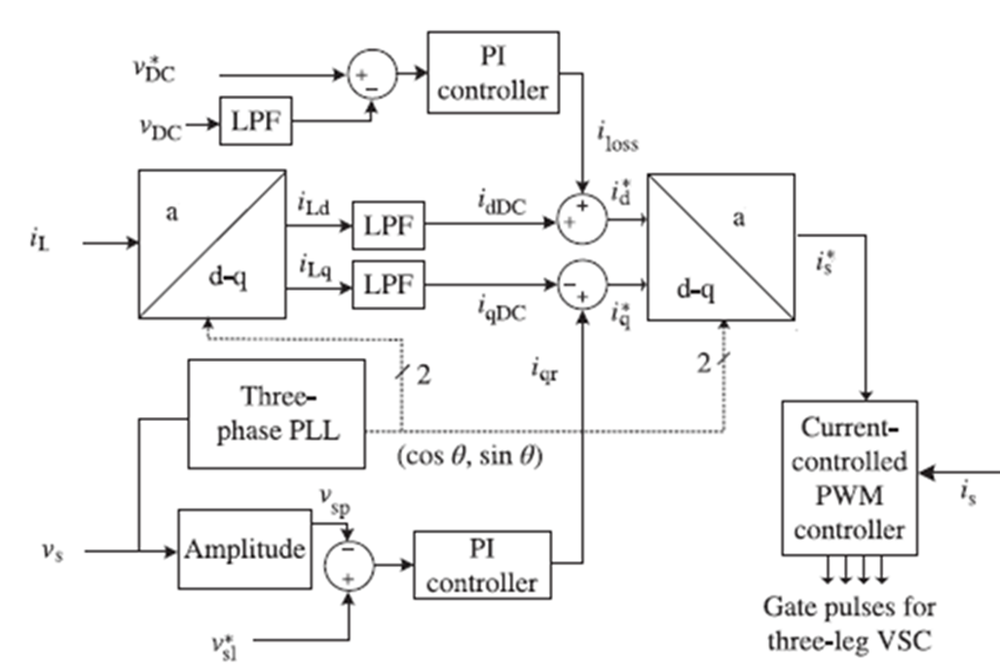 v*DC
+
−
PI
controller
vDC
LPF
iloss
a
d-q
iLd
LPF
idDC
+
+
i*d
a
d-q
iL
iLq
LPF
iqDC
−
+
i*q
i*s
2
iqr
2
Three-
phase PLL
(cos θ, sin θ)
Current-
controlled
PWM
controller
is
vsp
vs
Amplitude
−
+
PI
controller
v*sl
Gate pulses for
three-leg VSC